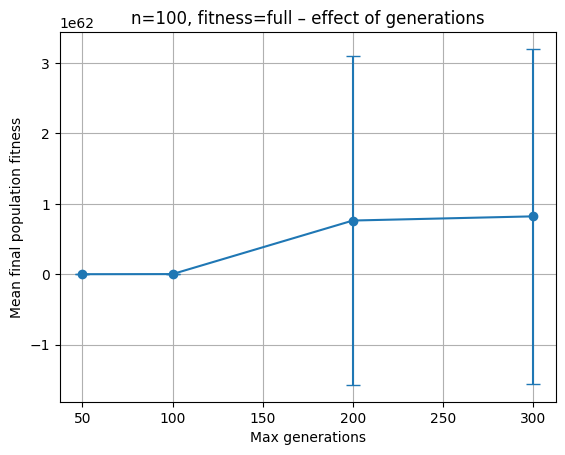 n=100, fitness=full – effect of generations
1e62
3
2
1
0
−1
Mean final population fitness
50
100
150
200
250
300
Max generations